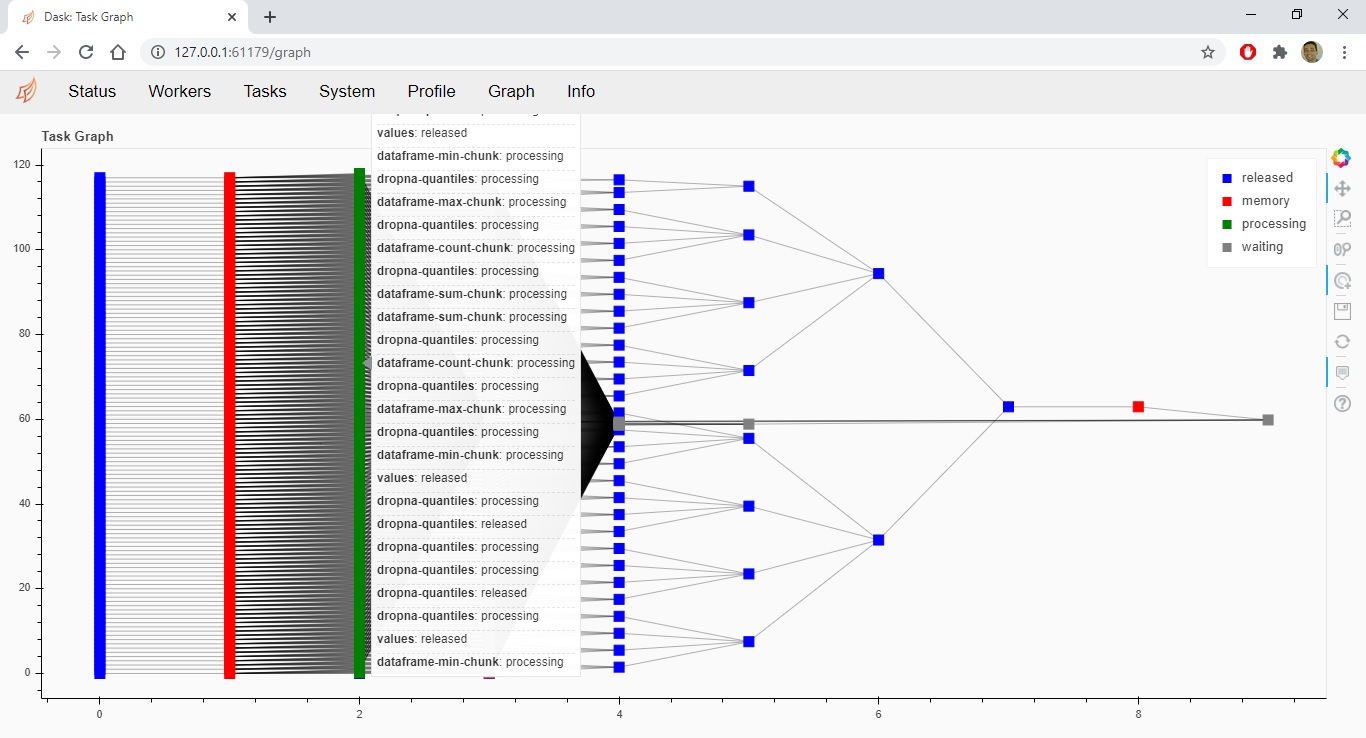 Dask: Task Graph
127.0.0.1:61179/graph
Status Workers Tasks System Profile Graph Info
Task Graph
values: released
dataframe-min-chunk: processing
dropna-quantiles: processing
dataframe-max-chunk: processing
dropna-quantiles: processing
dataframe-count-chunk: processing
dropna-quantiles: processing
dataframe-sum-chunk: processing
dataframe-sum-chunk: processing
dropna-quantiles: processing
dataframe-count-chunk: processing
dropna-quantiles: processing
dataframe-max-chunk: processing
dropna-quantiles: processing
dataframe-min-chunk: processing
values: released
dropna-quantiles: processing
dropna-quantiles: released
dropna-quantiles: processing
dropna-quantiles: processing
dropna-quantiles: released
dropna-quantiles: processing
values: released
dataframe-min-chunk: processing
released
memory
processing
waiting
120
100
80
60
40
20
0
0 2 4 6 8